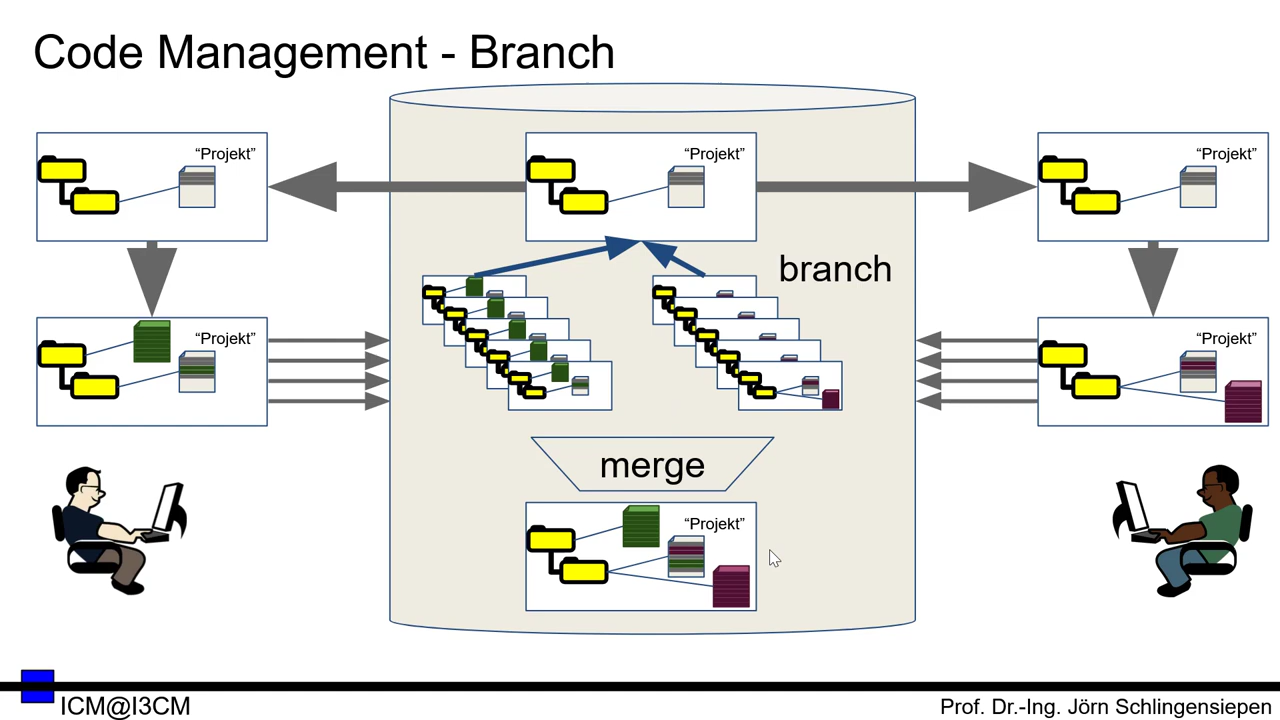 Code Management - Branch
“Projekt”
“Projekt”
“Projekt”
branch
“Projekt”
“Projekt”
merge
“Projekt”
ICM@I3CM
Prof. Dr.-Ing. Jörn Schlingensiepen